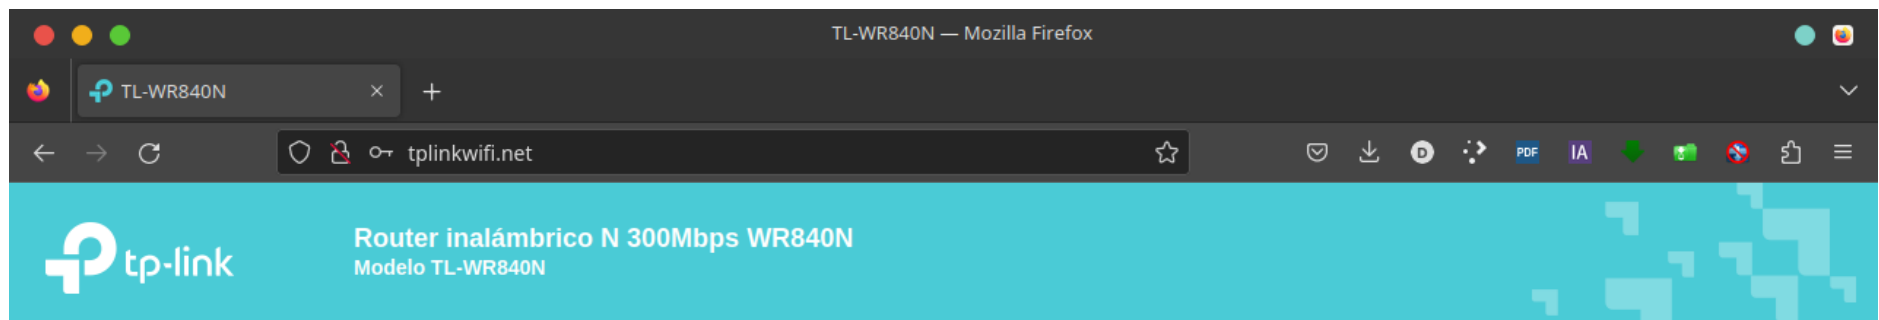 TL-WR840N — Mozilla Firefox
TL-WR840N
tplinkwifi.net
D
PDF
IA
tp-link
Router inalámbrico N 300Mbps WR840N
Modelo TL-WR840N